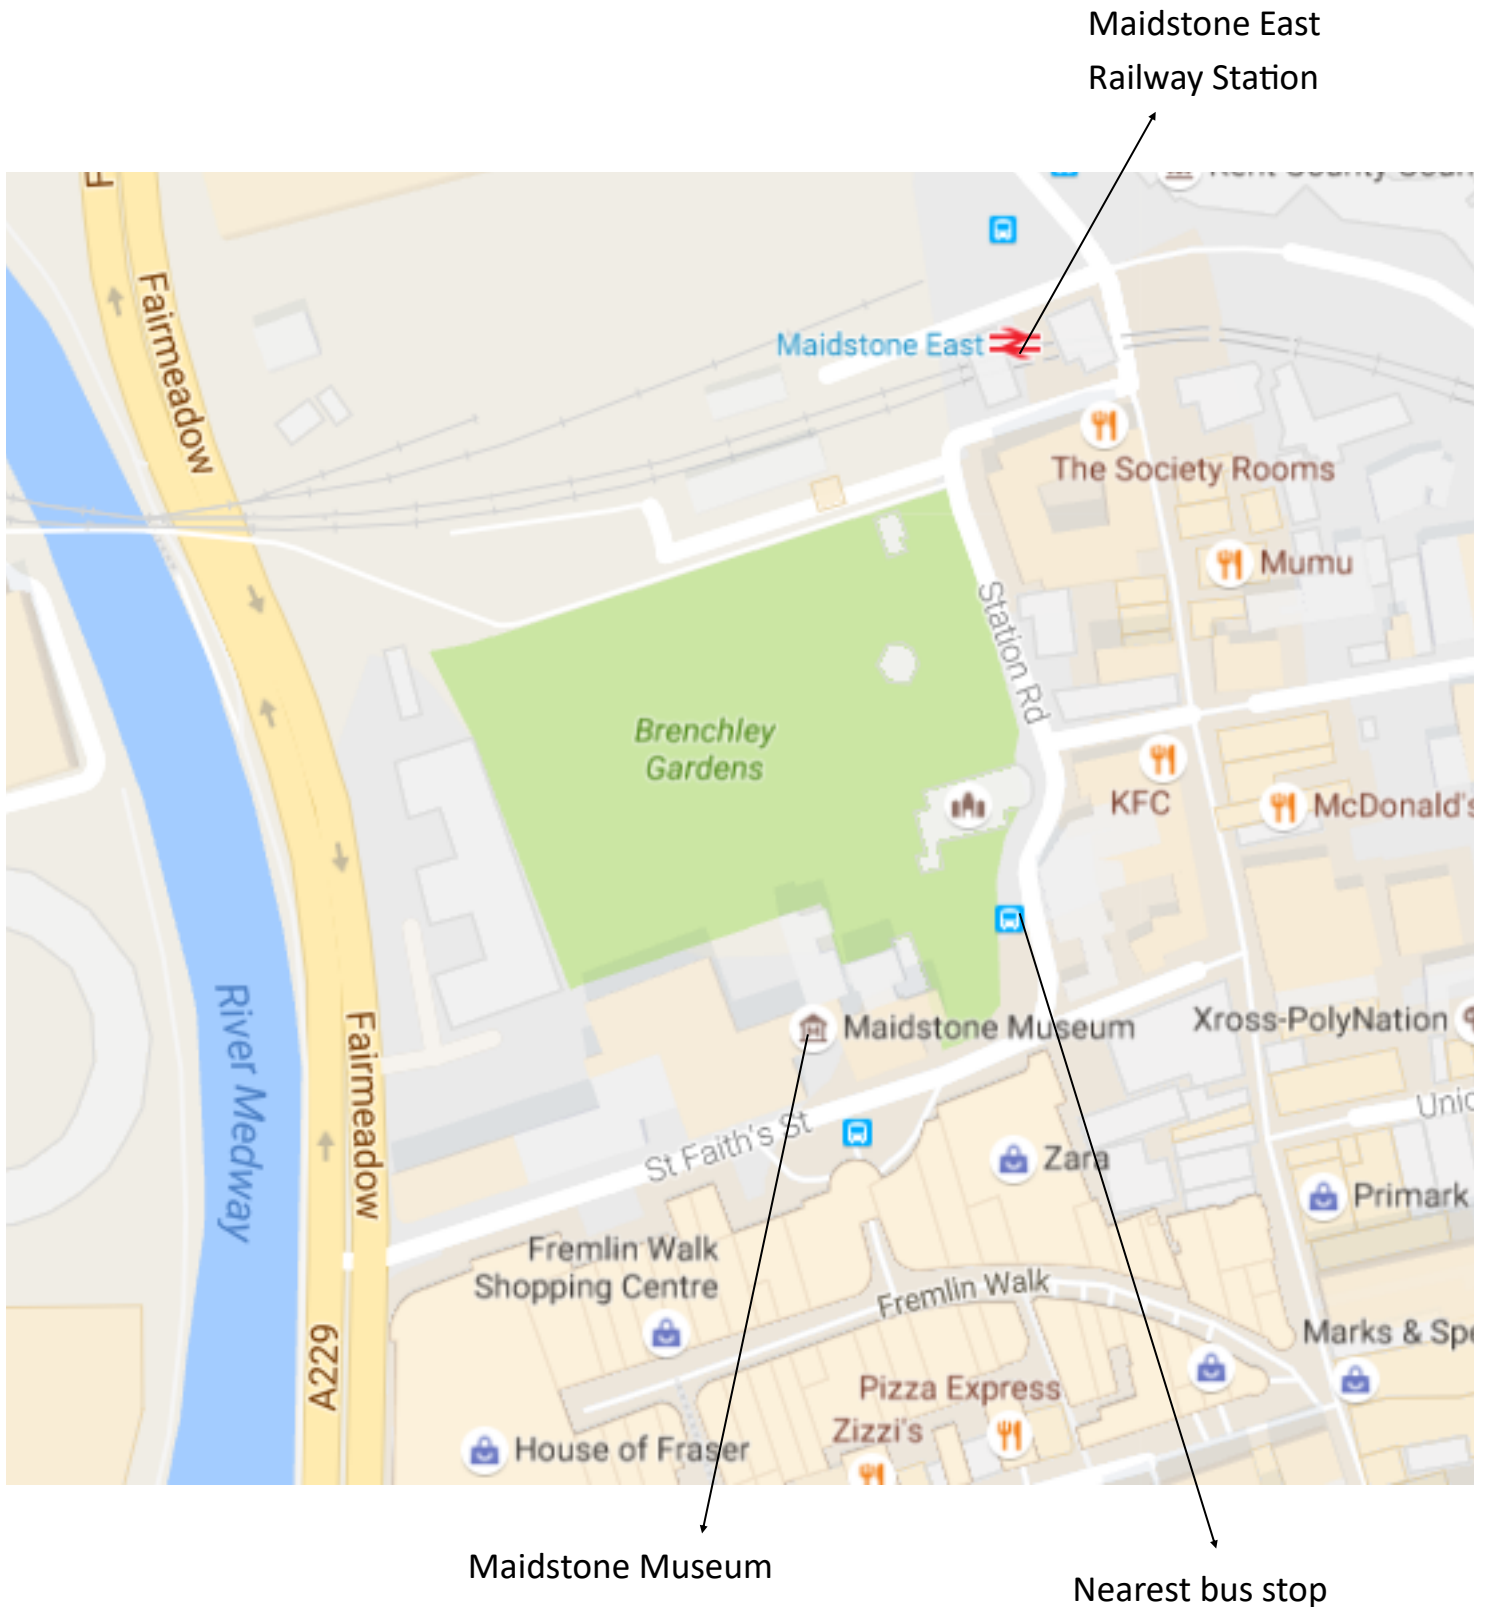 Maidstone East
Railway Station
Fairmeadow
Maidstone East
The Society Rooms
Mumu
Station Rd
Brenchley
Gardens
KFC
McDonald's
River Medway
Maidstone Museum
Xross-PolyNation
Fairmeadow
St Faith's St
Zara
Primark
Fremlin Walk
Shopping Centre
Fremlin Walk
Marks &
A229
Pizza Express
Zizzi's
House of Fraser
Maidstone Museum
Nearest bus stop